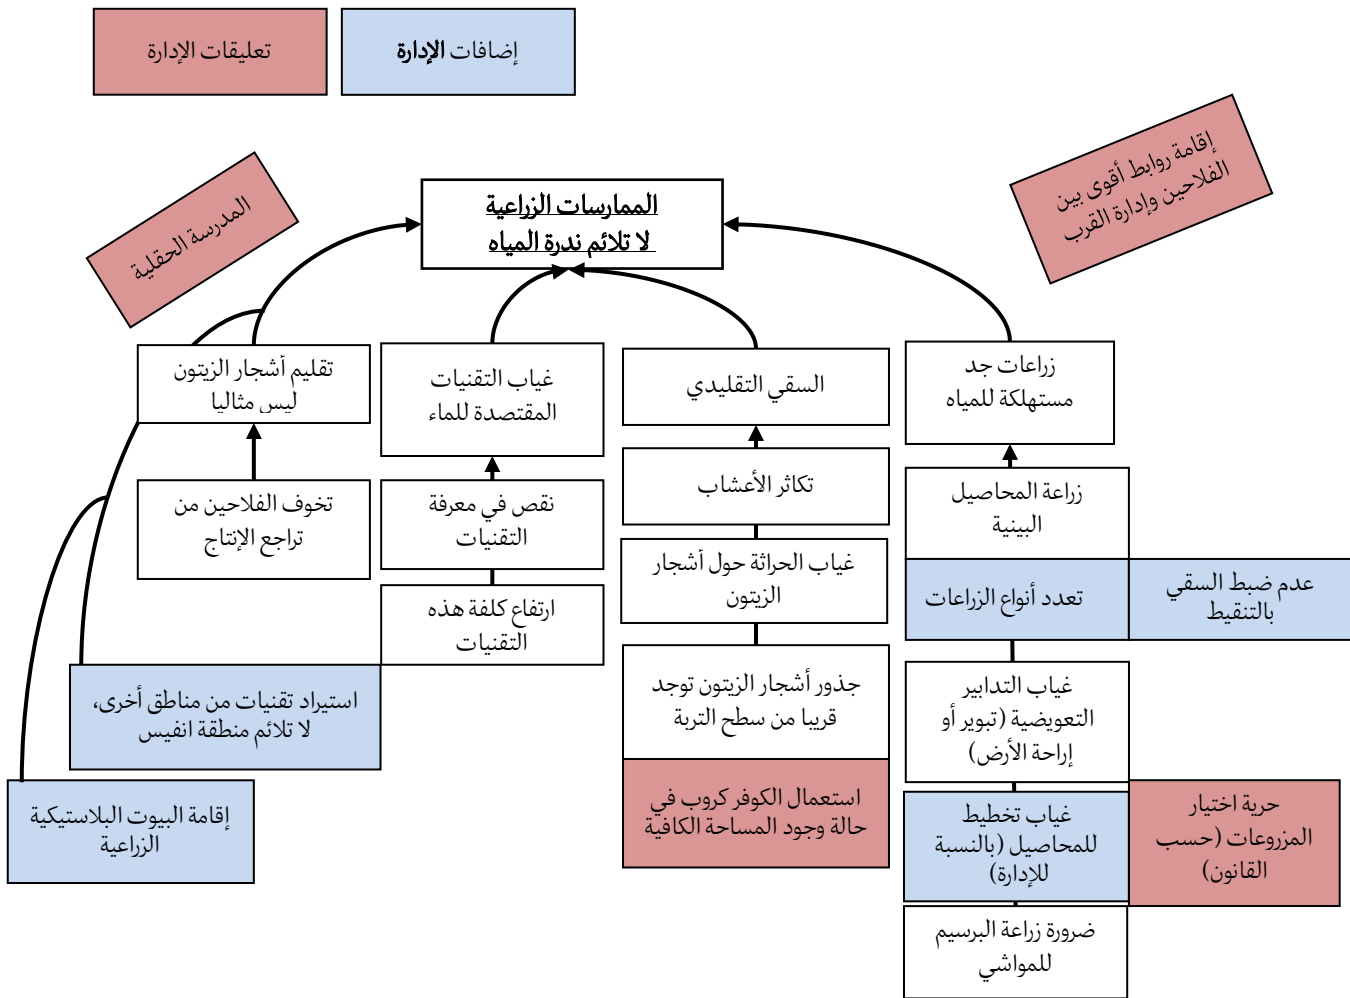 إضافات الإدارة
تعليقات الإدارة
إقامة روابط أقوى بين
الفلاحين وإدارة القرب
الممارسات الزراعية
لا تلائم ندرة المياه
المدرسة الحقلية
زراعات جد
مستهلكة للمياه
السقي التقليدي
غياب التقنيات
المقتصدة للماء
تقليم أشجار الزيتون
ليس مثاليا
زراعة المحاصيل
البينية
تكاثر الأعشاب
نقص في معرفة
التقنيات
تخوف الفلاحين من
تراجع الإنتاج
عدم ضبط السقي
بالتنقيط
تعدد أنواع الزراعات
غياب الحراثة حول أشجار
الزيتون
ارتفاع كلفة هذه
التقنيات
غياب التدابير
التعويضية (تبوير أو
إراحة الأرض)
جذور أشجار الزيتون توجد
قريبا من سطح التربة
استيراد تقنيات من مناطق أخرى،
لا تلائم منطقة انفيس
حرية اختيار
المزروعات (حسب
القانون)
غياب تخطيط
للمحاصيل (بالنسبة
للإدارة)
استعمال الكوفر كروب في
حالة وجود المساحة الكافية
إقامة البيوت البلاستيكية
الزراعية
ضرورة زراعة البرسيم
للمواشي